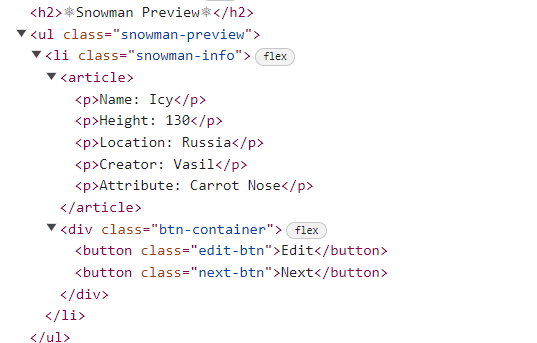 <h2>❄Snowman Preview❄</h2>
▼<ul class="snowman-preview">
▼<li class="snowman-info"> flex
▼<article>
<p>Name: Icy</p>
<p>Height: 130</p>
<p>Location: Russia</p>
<p>Creator: Vasil</p>
<p>Attribute: Carrot Nose</p>
</article>
▼<div class="btn-container"> flex
<button class="edit-btn">Edit</button>
<button class="next-btn">Next</button>
</div>
</li>
</ul>